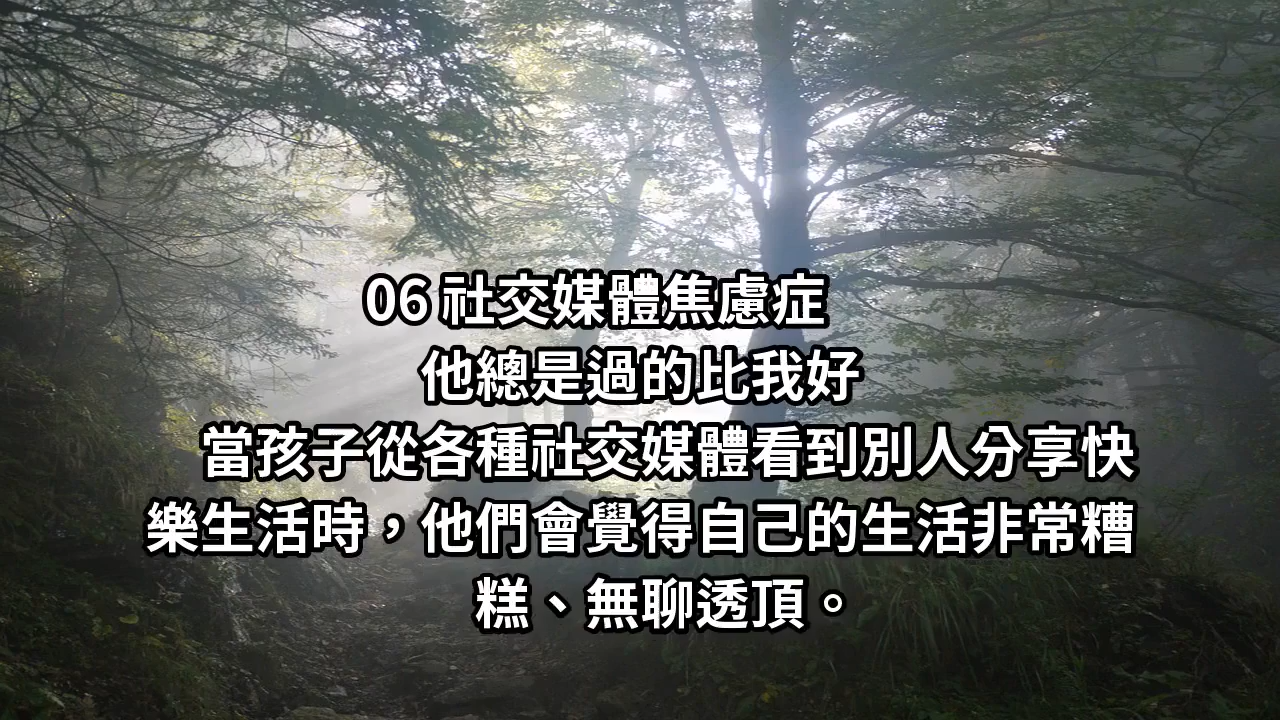 06 社交媒體焦慮症
他總是過的比我好
當孩子從各種社交媒體看到別人分享快
樂生活時，他們會覺得自己的生活非常糟
糕、無聊透頂。